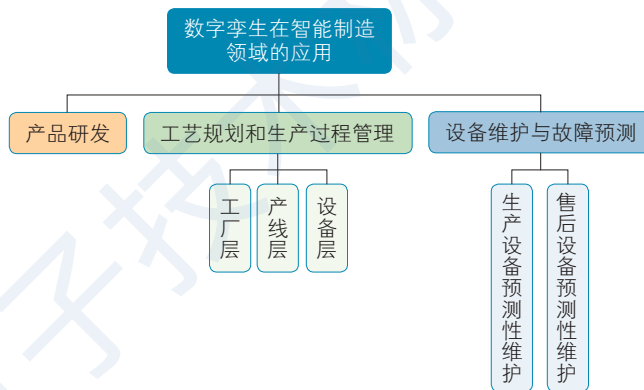 数字孪生在智能制造
领域的应用
产品研发
工艺规划和生产过程管理
设备维护与故障预测
工厂层
产线层
设备层
生产设备预测性维护
售后设备预测性维护
子技术